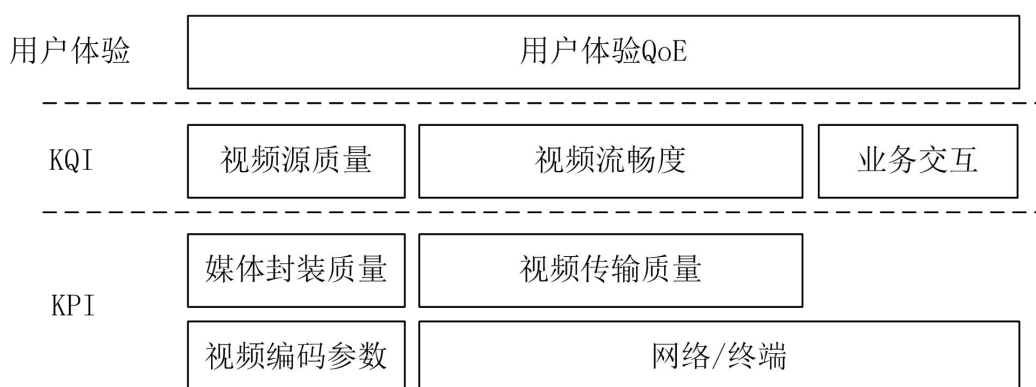 用户体验 用户体验QoE
KQI 视频源质量 视频流畅度 业务交互
媒体封装质量 视频传输质量
KPI
视频编码参数 网络/终端